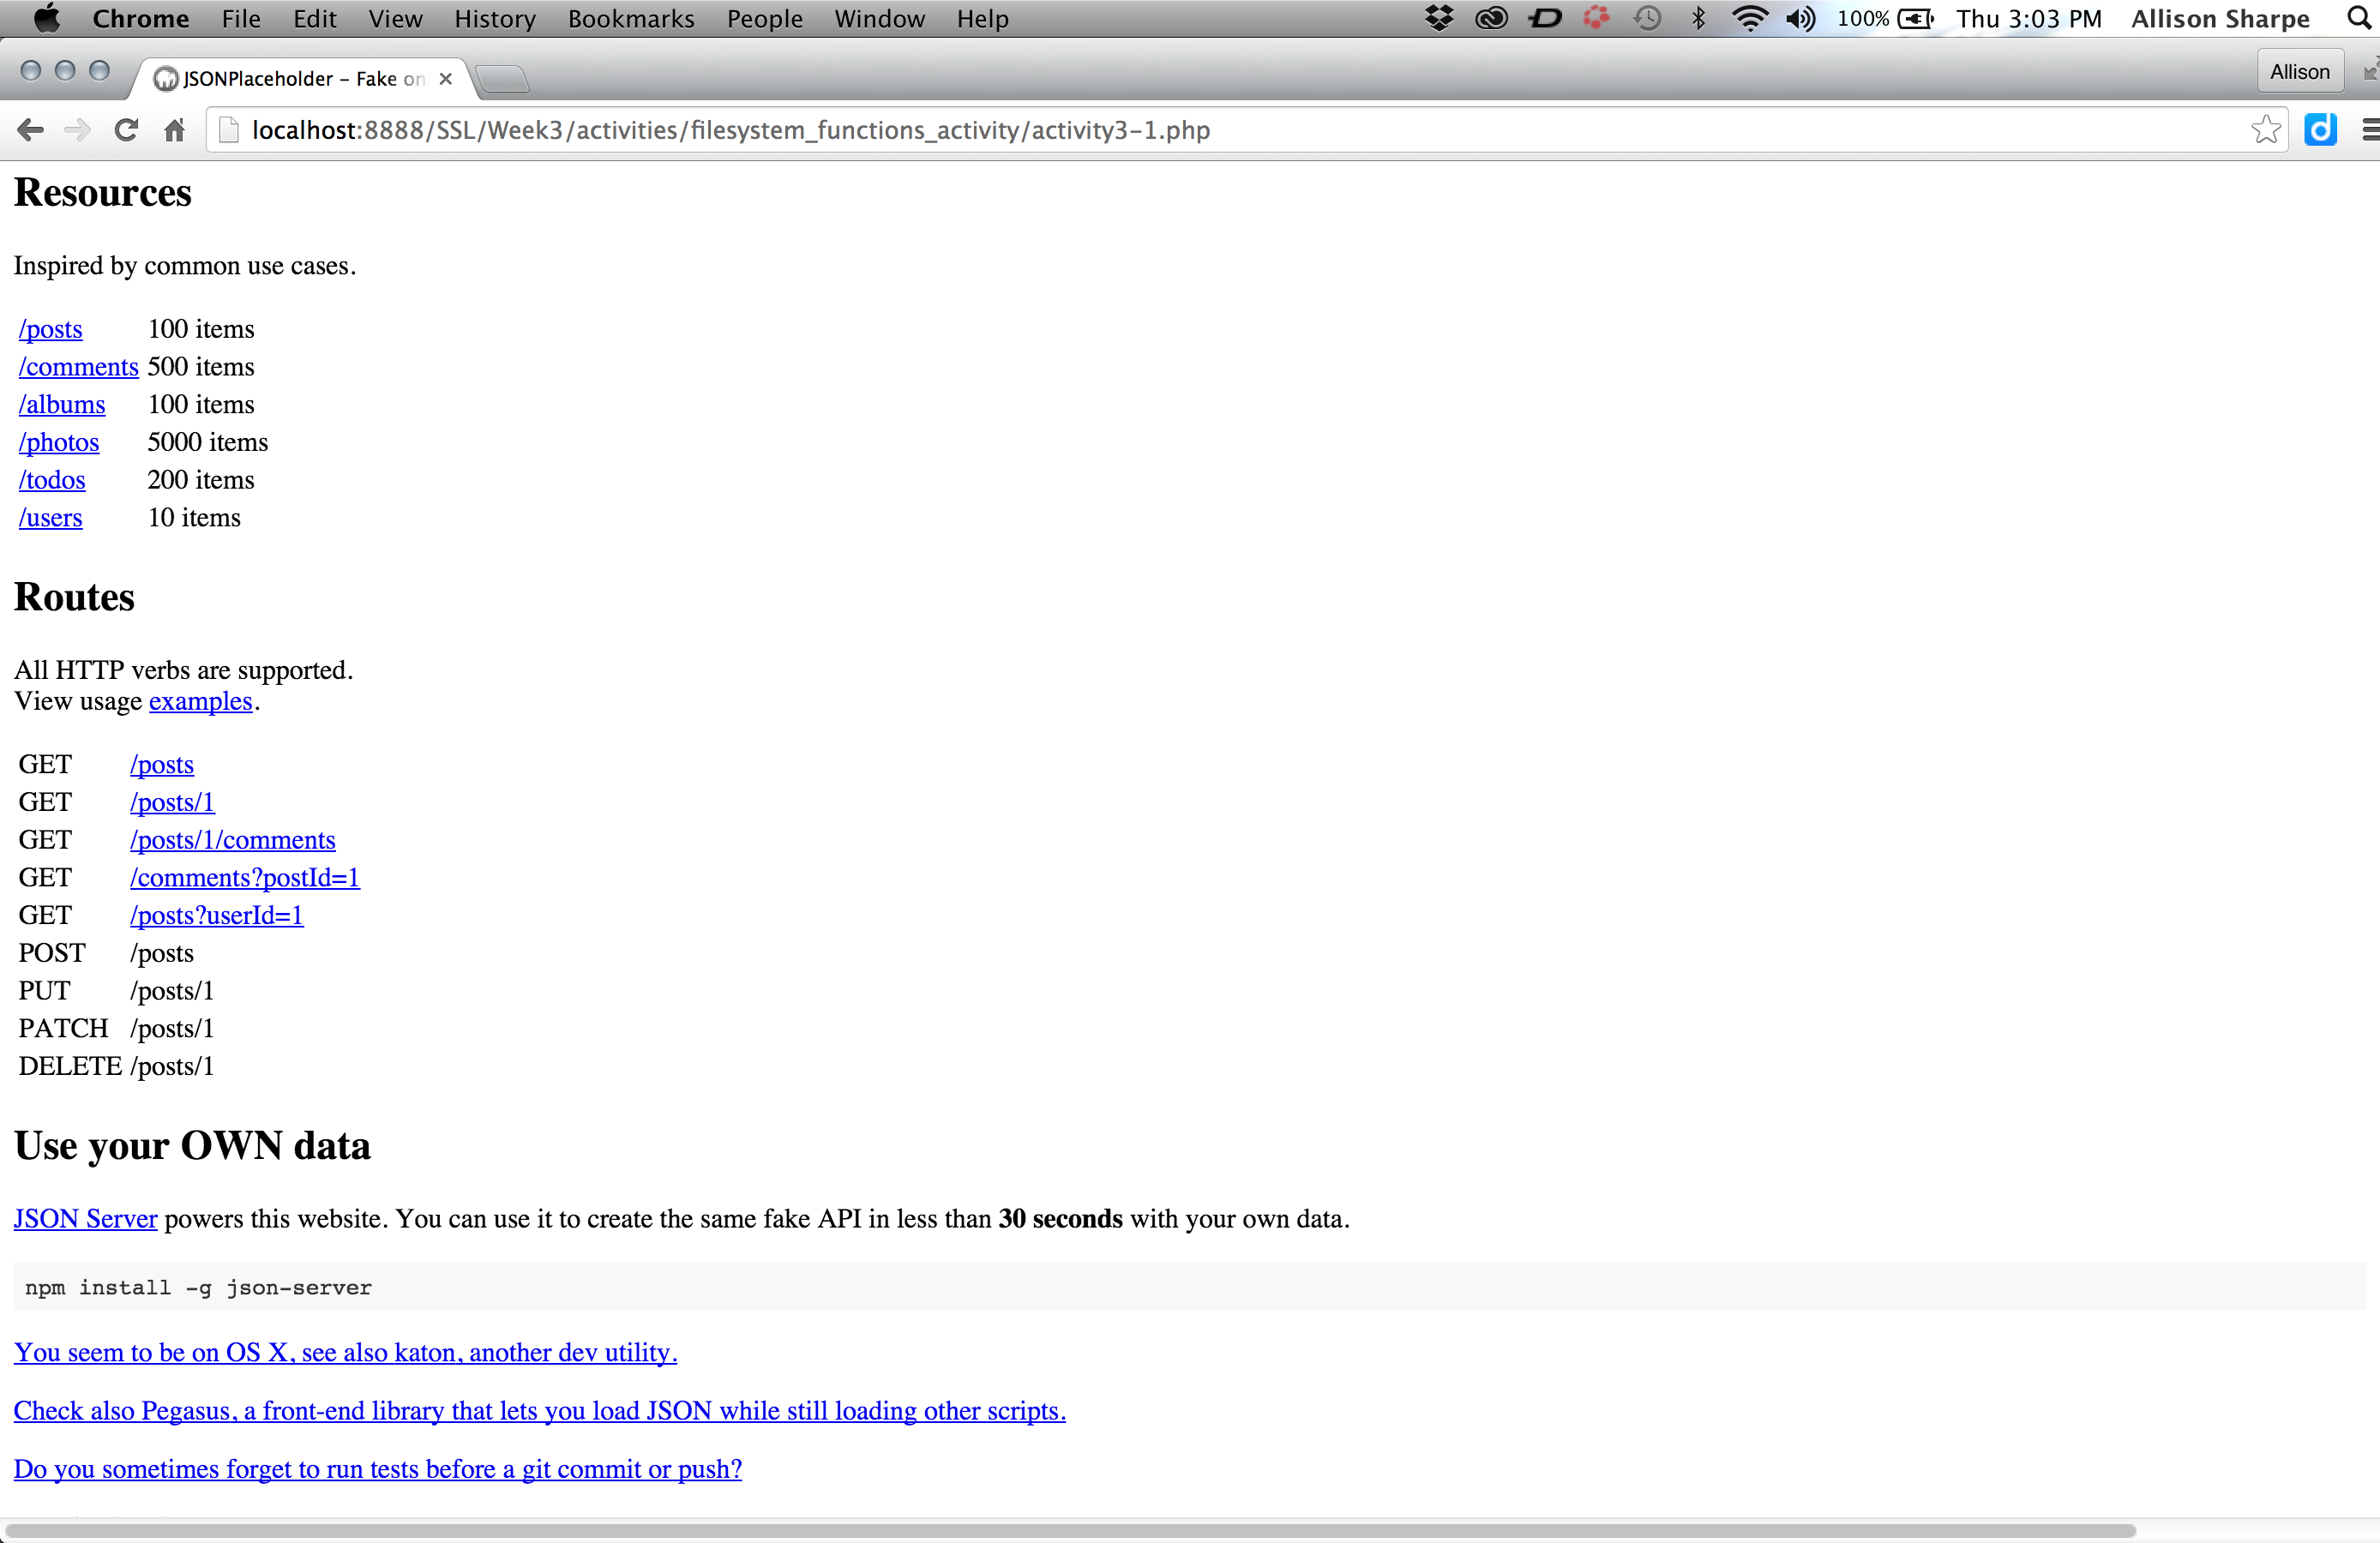 Chrome File Edit View History Bookmarks People Window Help 100% Thu 3:03 PM Allison Sharpe
JSONPlaceholder – Fake on
Allison
localhost:8888/SSL/Week3/activities/filesystem_functions_activity/activity3-1.php
Resources
Inspired by common use cases.
/posts 100 items
/comments 500 items
/albums 100 items
/photos 5000 items
/todos 200 items
/users 10 items
Routes
All HTTP verbs are supported.
View usage examples.
GET /posts
GET /posts/1
GET /posts/1/comments
GET /comments?postId=1
GET /posts?userId=1
POST /posts
PUT /posts/1
PATCH /posts/1
DELETE /posts/1
Use your OWN data
JSON Server powers this website. You can use it to create the same fake API in less than 30 seconds with your own data.
npm install -g json-server
You seem to be on OS X, see also katon, another dev utility.
Check also Pegasus, a front-end library that lets you load JSON while still loading other scripts.
Do you sometimes forget to run tests before a git commit or push?